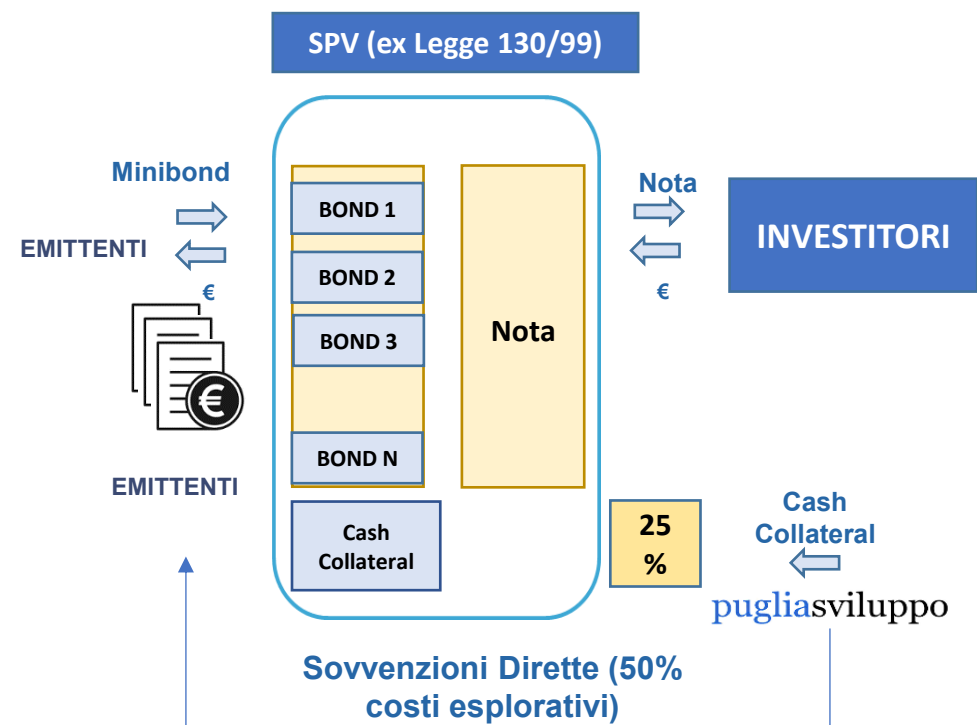 SPV (ex Legge 130/99)
Minibond
EMITTENTI
€
€
EMITTENTI
BOND 1
BOND 2
BOND 3
BOND N
Cash
Collateral
Nota
Nota
€
INVESTITORI
25
%
Cash
Collateral
pugliasviluppo
Sovvenzioni Dirette (50%
costi esplorativi)